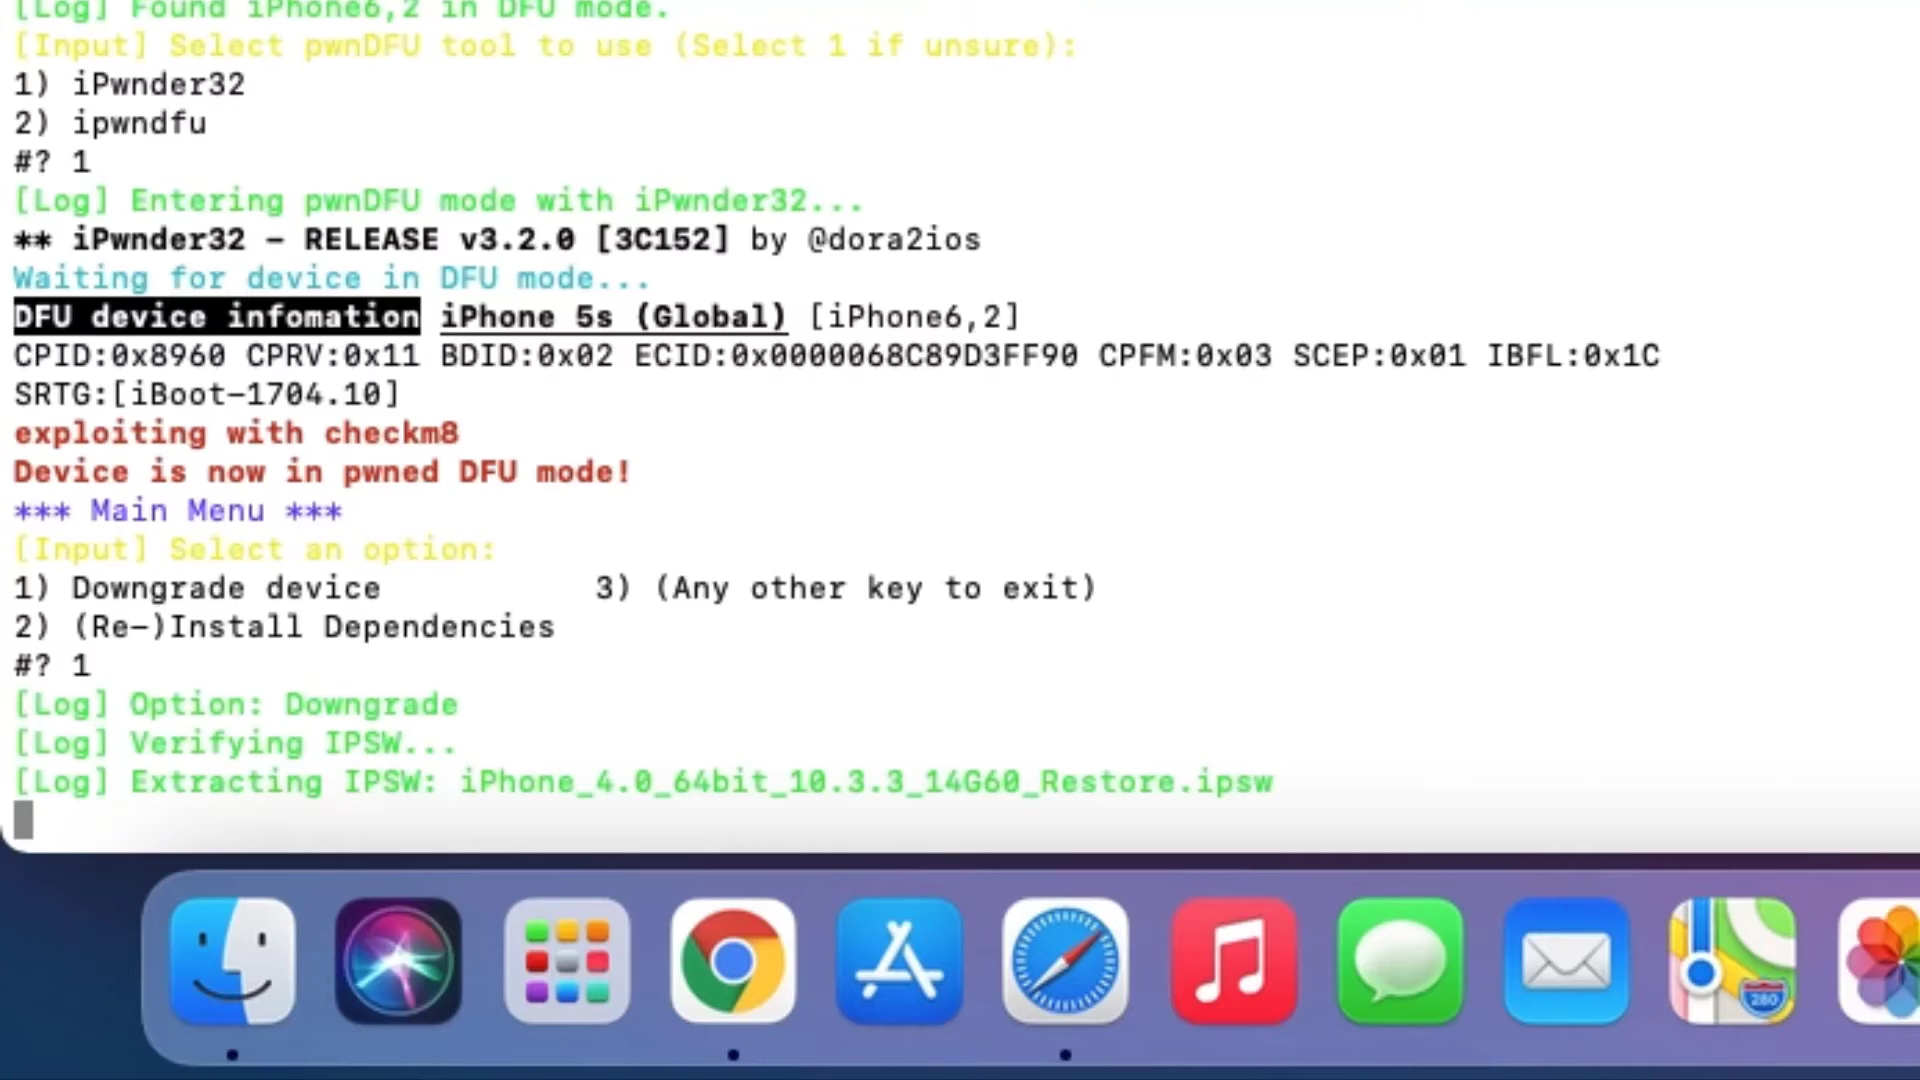 [Log] Found iPhone6,2 in DFU mode.
[Input] Select pwnDFU tool to use (Select 1 if unsure):
1) iPwnder32
2) ipwndfu
#? 1
[Log] Entering pwnDFU mode with iPwnder32...
** iPwnder32 - RELEASE v3.2.0 [3C152] by @dora2ios
Waiting for device in DFU mode...
DFU device infomation iPhone 5s (Global) [iPhone6,2]
CPID:0x8960 CPRV:0x11 BDID:0x02 ECID:0x0000068C89D3FF90 CPFM:0x03 SCEP:0x01 IBFL:0x1C
SRTG:[iBoot-1704.10]
exploiting with checkm8
Device is now in pwned DFU mode!
*** Main Menu ***
[Input] Select an option:
1) Downgrade device 3) (Any other key to exit)
2) (Re-)Install Dependencies
#? 1
[Log] Option: Downgrade
[Log] Verifying IPSW...
[Log] Extracting IPSW: iPhone_4.0_64bit_10.3.3_14G60_Restore.ipsw
280